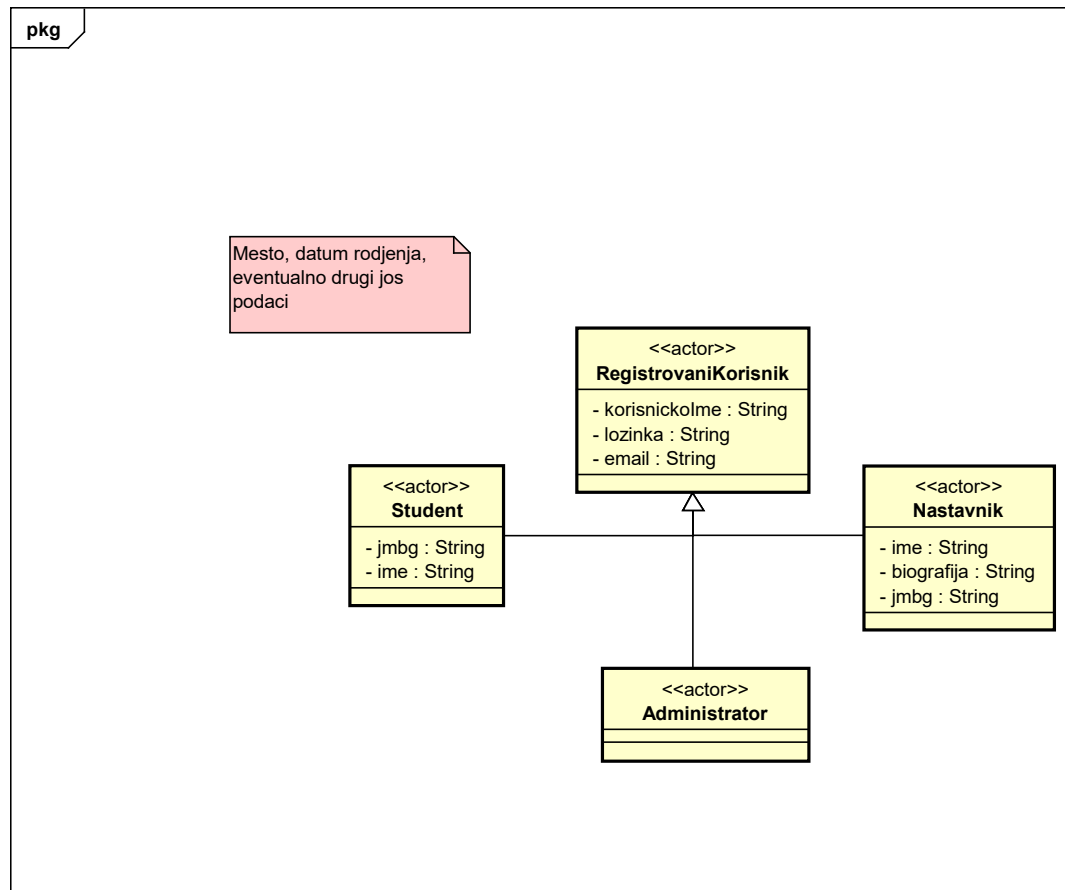 pkg
Mesto, datum rodjenja,
eventualno drugi jos
podaci
<<actor>>
RegistrovaniKorisnik
- korisnickoIme : String
- lozinka : String
- email : String
<<actor>>
Student
- jmbg : String
- ime : String
<<actor>>
Nastavnik
- ime : String
- biografija : String
- jmbg : String
<<actor>>
Administrator